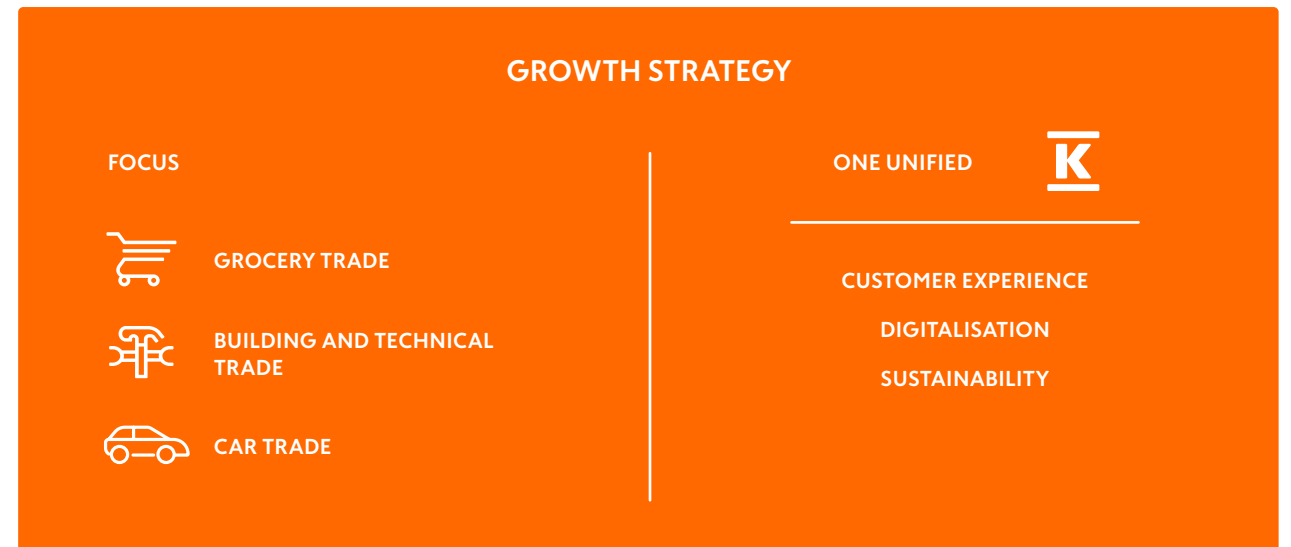 GROWTH STRATEGY
FOCUS
GROCERY TRADE
BUILDING AND TECHNICAL
TRADE
CAR TRADE
ONE UNIFIED K
CUSTOMER EXPERIENCE
DIGITALISATION
SUSTAINABILITY